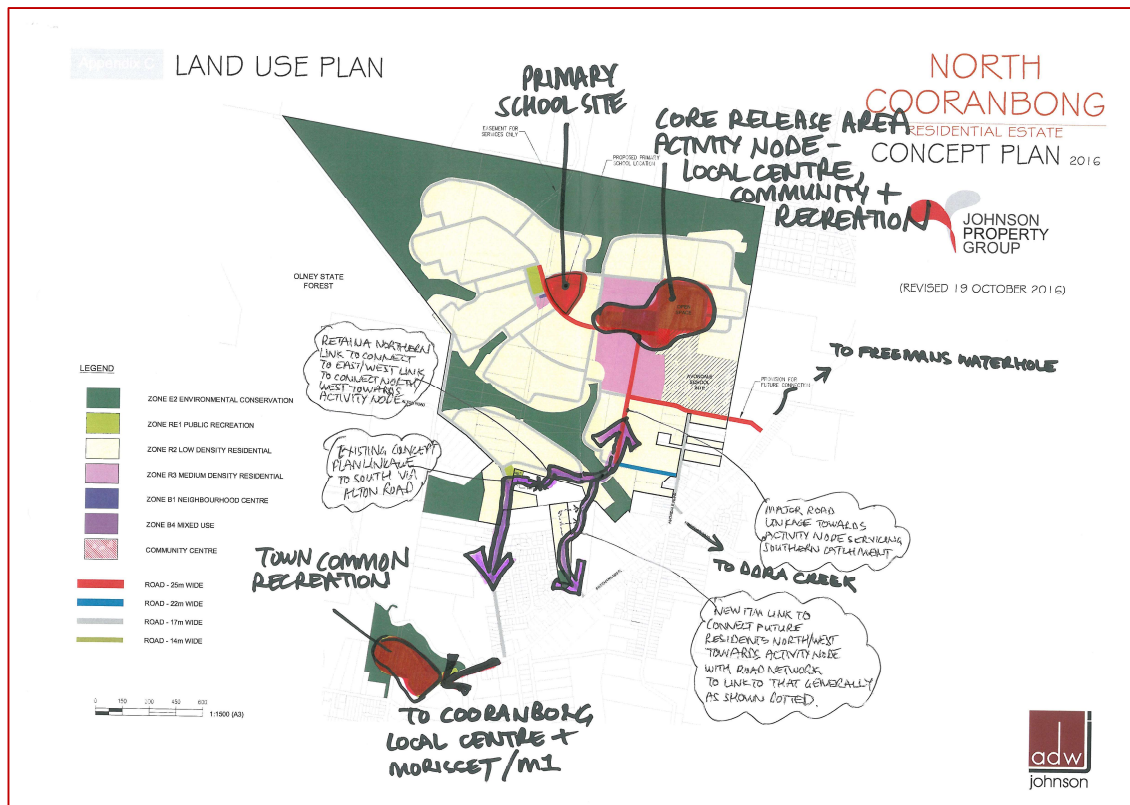 Appendix C
LAND USE PLAN
NORTH
COORANBONG
RESIDENTIAL ESTATE
CONCEPT PLAN 2016
JOHNSON
PROPERTY
GROUP
(REVISED 19 OCTOBER 2016)
PRIMARY
SCHOOL SITE
CORE RELEASE AREA
ACTIVITY NODE -
LOCAL CENTRE,
COMMUNITY +
RECREATION
EASEMENT FOR
SERVICES ONLY
PROPOSED PRIMARY
SCHOOL LOCATION
OLNEY STATE
FOREST
OPEN
SPACE
AVONDALE
SCHOOL
SITE
PROVISION FOR
FUTURE CONNECTION
TO FREEMANS WATERHOLE
RETAIN A NORTHERN
LINK TO CONNECT
TO EAST/WEST LINK
TO CONNECT NORTH/
WEST TOWARDS
ACTIVITY NODE
EXISTING CONCEPT
PLAN LINKAGE
TO SOUTH VIA
ALTON ROAD
LEGEND
ZONE E2 ENVIRONMENTAL CONSERVATION
ZONE RE1 PUBLIC RECREATION
ZONE R2 LOW DENSITY RESIDENTIAL
ZONE R3 MEDIUM DENSITY RESIDENTIAL
ZONE B1 NEIGHBOURHOOD CENTRE
ZONE B4 MIXED USE
COMMUNITY CENTRE
ROAD - 25m WIDE
ROAD - 22m WIDE
ROAD - 17m WIDE
ROAD - 14m WIDE
MAJOR ROAD
LINKAGE TOWARDS
ACTIVITY NODE SERVICING
SOUTHERN CATCHMENT
TO DORA CREEK
NEW 17m LINK TO
CONNECT FUTURE
RESIDENTS NORTH/WEST
TOWARDS ACTIVITY NODE
WITH ROAD NETWORK
TO LINK TO THAT GENERALLY
AS SHOWN DOTTED.
TOWN COMMON
RECREATION
TO COORANBORG
LOCAL CENTRE +
MORISSET/M1
0 150 300 450 600
1:1500 (A3)
adw
johnson